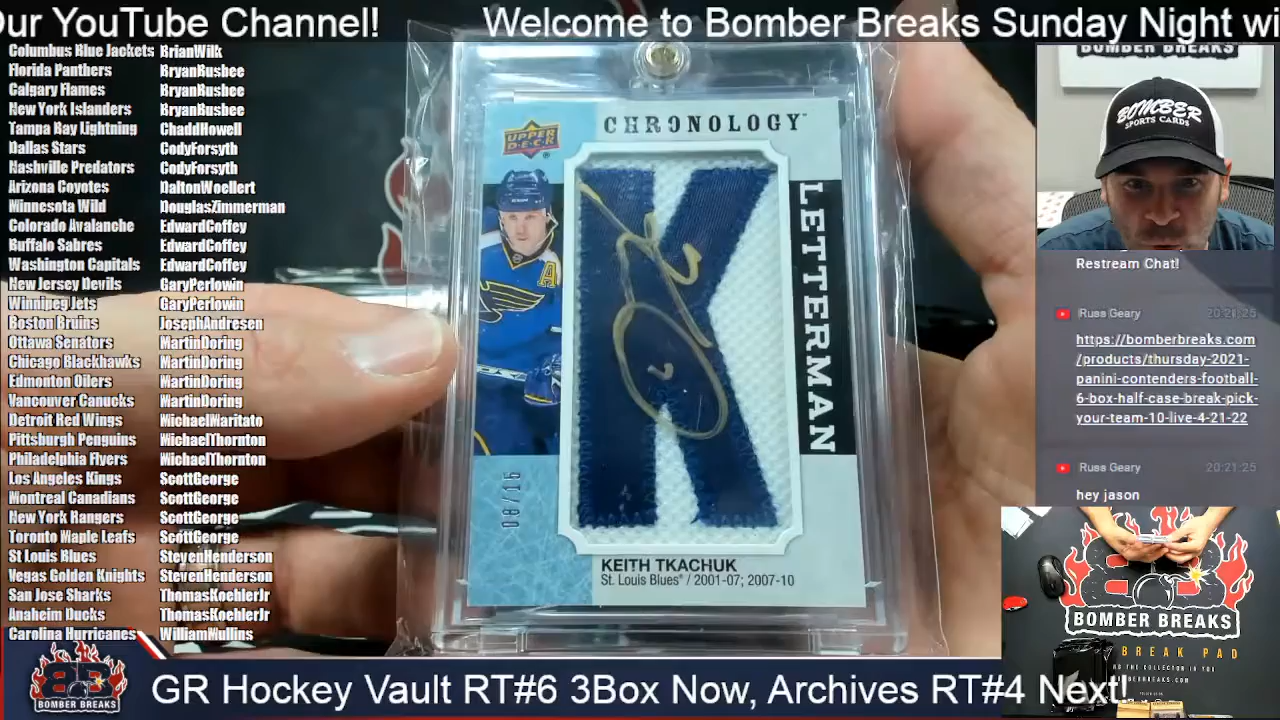 ur YouTube Channel! Welcome to Bomber Breaks Sunday Night wi
Columbus Blue Jackets BrianWilk
Florida Panthers BryanBusbee
Calgary Flames BryanBusbee
New York Islanders BryanBusbee
Tampa Bay Lightning ChaddHowell
Dallas Stars CodyForsyth
Nashville Predators CodyForsyth
Arizona Coyotes DaltonWoellert
Minnesota Wild DouglasZimmerman
Colorado Avalanche EdwardCoffey
Buffalo Sabres EdwardCoffey
Washington Capitals EdwardCoffey
New Jersey Devils GaryPerlowin
Winnipeg Jets GaryPerlowin
Boston Bruins JosephAndresen
Ottawa Senators MartinDoring
Chicago Blackhawks MartinDoring
Edmonton Oilers MartinDoring
Vancouver Canucks MartinDoring
Detroit Red Wings MichaelMaritato
Pittsburgh Penguins MichaelThornton
Philadelphia Flyers MichaelThornton
Los Angeles Kings ScottGeorge
Montreal Canadians ScottGeorge
New York Rangers ScottGeorge
Toronto Maple Leafs ScottGeorge
St Louis Blues StevenHenderson
Vegas Golden Knights StevenHenderson
San Jose Sharks ThomasKoehlerJr
Anaheim Ducks ThomasKoehlerJr
Carolina Hurricanes WilliamMullins
UPPER
DECK
CHRONOLOGY
A
K
LETTERMAN
08/15
KEITH TKACHUK
St. Louis Blues® / 2001-07; 2007-10
BOMBER BREAKS
BOMBER
SPORTS CARDS
Restream Chat!
Russ Geary 20:21:25
https://bomberbreaks.com
/products/thursday-2021-
panini-contenders-football-
6-box-half-case-break-pick-
your-team-10-live-4-21-22
Russ Geary 20:21:25
hey jason
BOMBER BREAKS
BREAK PAD
BB
BOMBER BREAKS
GR Hockey Vault RT#6 3Box Now, Archives RT#4 Next!